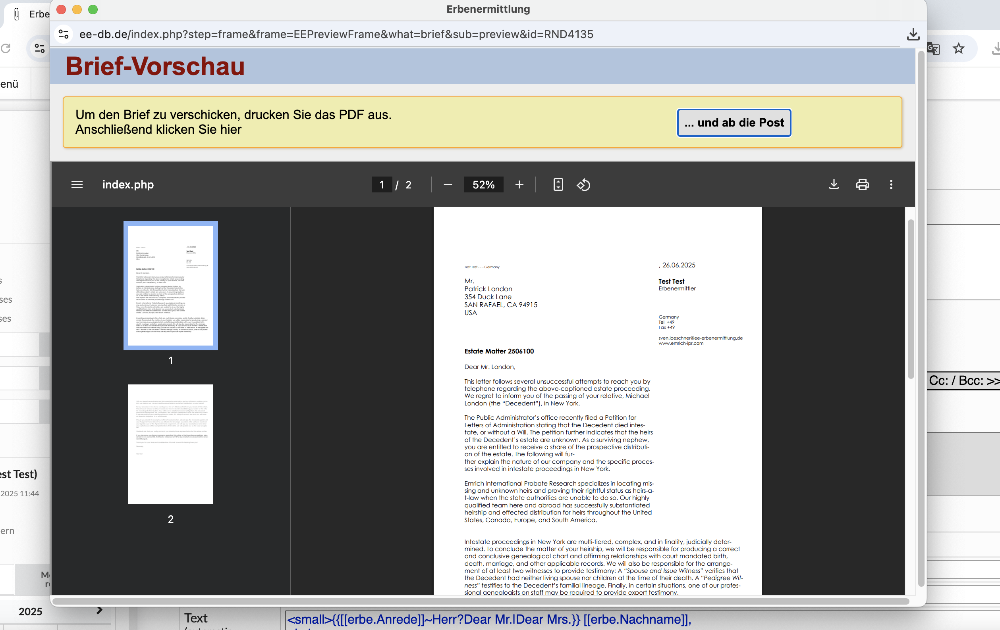 Erbe
Erbenermittlung
ee-db.de/index.php?step=frame&frame=EEPreviewFrame&what=brief&sub=preview&id=RND4135
enü
Brief-Vorschau
Um den Brief zu verschicken, drucken Sie das PDF aus.
Anschließend klicken Sie hier
... und ab die Post
index.php
1 / 2
52%
1
2
Test Test - - - Germany
, 26.06.2025
Mr.
Patrick London
354 Duck Lane
SAN RAFAEL, CA 94915
USA
Test Test
Erbenermittler
Germany
Tel +49
Fax +49
sven.loeschner@ee-erbenermittlung.de
www.emrich-ipr.com
Estate Matter 2506100
Dear Mr. London,
This letter follows several unsuccessful attempts to reach you by
telephone regarding the above-captioned estate proceeding.
We regret to inform you of the passing of your relative, Michael
London (the “Decedent”), in New York.
The Public Administrator’s office recently filed a Petition for
Letters of Administration stating that the Decedent died intes-
tate, or without a Will. The petition further indicates that the heirs
of the Decedent’s estate are unknown. As a surviving nephew,
you are entitled to receive a share of the prospective distributi-
on of the estate. The following will fur-
ther explain the nature of our company and the specific proces-
ses involved in intestate proceedings in New York.
Emrich International Probate Research specializes in locating mis-
sing and unknown heirs and proving their rightful status as heirs-a-
t-law when the state authorities are unable to do so. Our highly
qualified team here and abroad has successfully substantiated
heirship and effected distribution for heirs throughout the United
States, Canada, Europe, and South America.
Intestate proceedings in New York are multi-tiered, complex, and in finality, judicially deter-
mined. To conclude the matter of your heirship, we will be responsible for producing a correct
and conclusive genealogical chart and affirming relationships with court mandated birth,
death, marriage, and other applicable records. We will also be responsible for the arrange-
ment of at least two witnesses to provide testimony: A “Spouse and Issue Witness” verifies that
the Decedent had neither living spouse nor children at the time of their death. A “Pedigree Wit-
ness” testifies to the Decedent’s familial lineage. Finally, in certain situations, one of our profes-
sional genealogists on staff may be required to provide expert testimony.
s
ses
ses
est Test)
.2025 11:44
ern
2025
Cc: / Bcc: >>
Text
<small>{{[[erbe.Anrede]]~Herr?Dear Mr.|Dear Mrs.}} [[erbe.Nachname]],